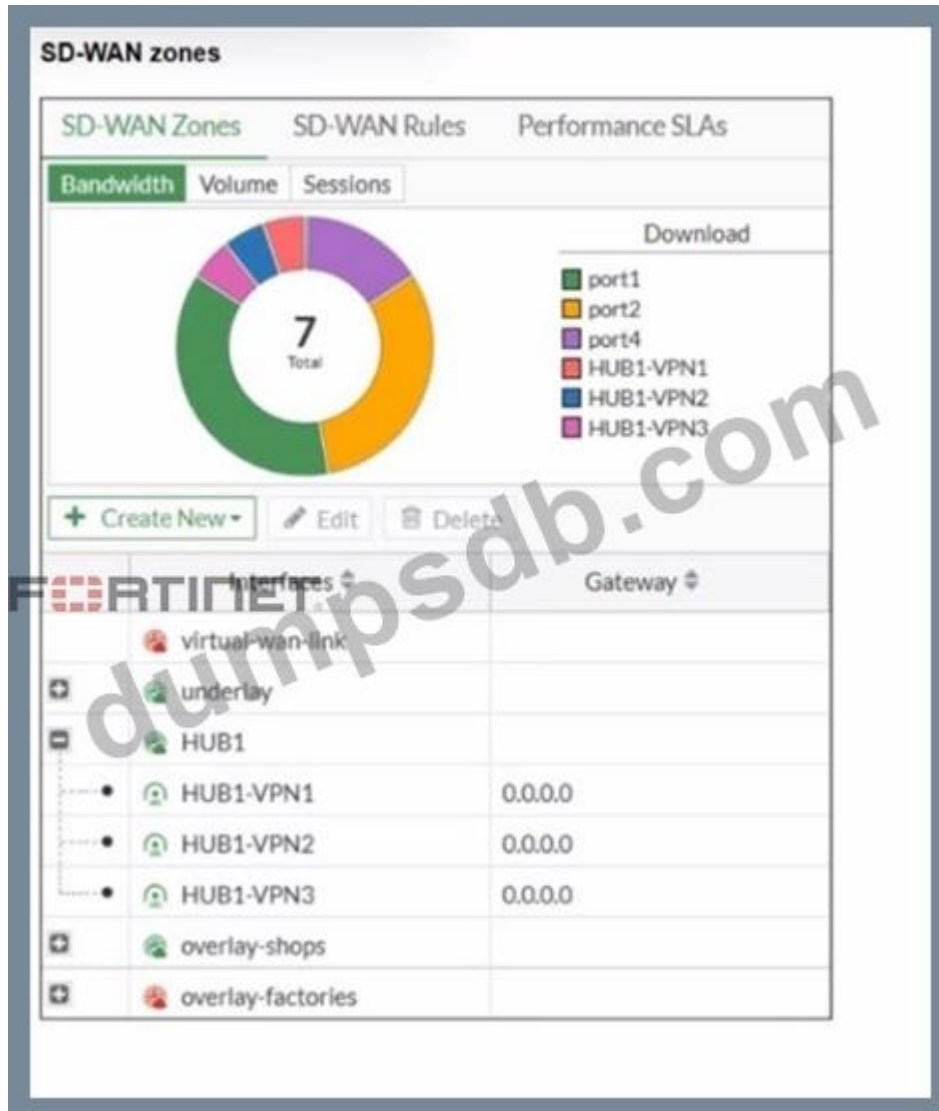 SD-WAN zones
SD-WAN Zones SD-WAN Rules Performance SLAs
Bandwidth Volume Sessions
Download
7
Total
port1
port2
port4
HUB1-VPN1
HUB1-VPN2
HUB1-VPN3
+ Create New Edit Delete
Interfaces Gateway
FORTINET
virtual-wan-link
underlay
HUB1
HUB1-VPN1 0.0.0.0
HUB1-VPN2 0.0.0.0
HUB1-VPN3 0.0.0.0
overlay-shops
overlay-factories
dumpsdb.com